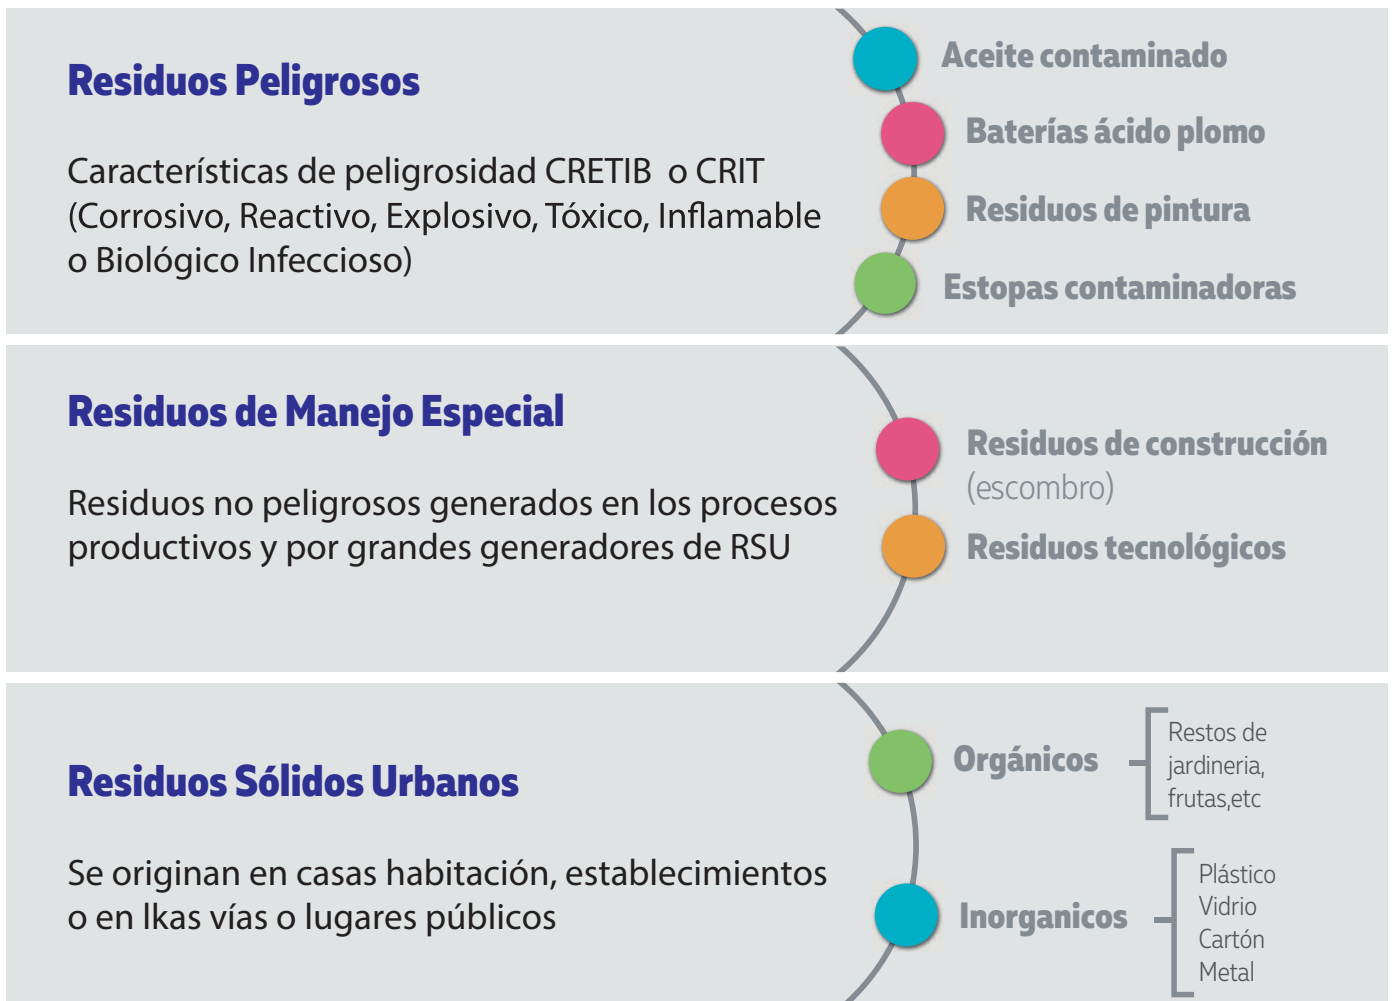 Residuos Peligrosos
Características de peligrosidad CRETIB o CRIT
(Corrosivo, Reactivo, Explosivo, Tóxico, Inflamable
o Biológico Infeccioso)
Aceite contaminado
Baterías ácido plomo
Residuos de pintura
Estopas contaminadoras
Residuos de Manejo Especial
Residuos no peligrosos generados en los procesos
productivos y por grandes generadores de RSU
Residuos de construcción
(escombro)
Residuos tecnológicos
Residuos Sólidos Urbanos
Se originan en casas habitación, establecimientos
o en lkas vías o lugares públicos
Orgánicos
Restos de
jardineria,
frutas,etc
Inorganicos
Plástico
Vidrio
Cartón
Metal